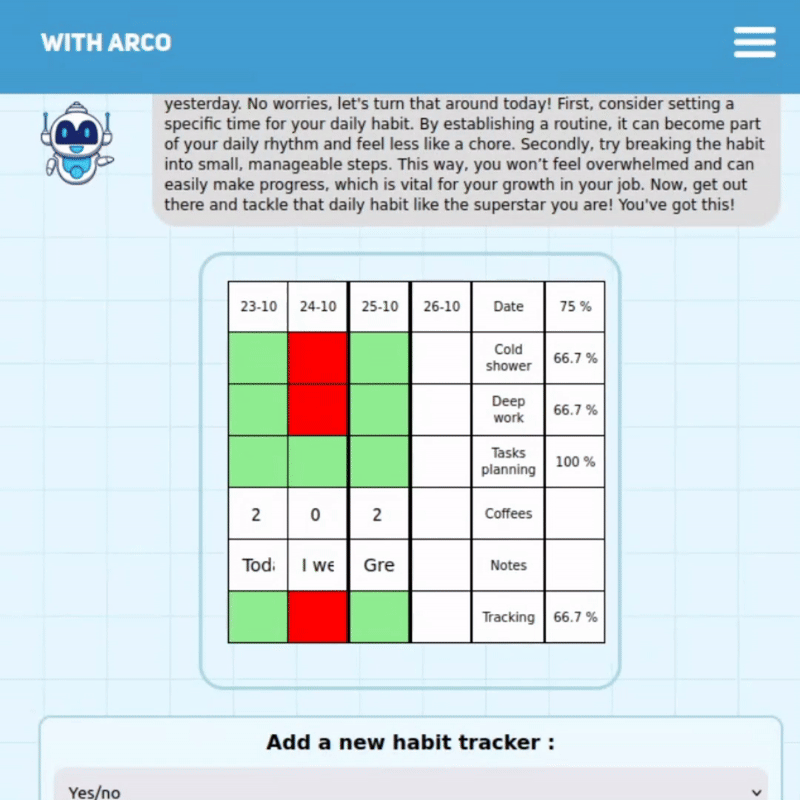 WITH ARCO
yesterday. No worries, let's turn that around today! First, consider setting a
specific time for your daily habit. By establishing a routine, it can become part
of your daily rhythm and feel less like a chore. Secondly, try breaking the habit
into small, manageable steps. This way, you won’t feel overwhelmed and can
easily make progress, which is vital for your growth in your job. Now, get out
there and tackle that daily habit like the superstar you are! You've got this!
23-10 24-10 25-10 26-10 Date 75 %
Cold
shower 66.7 %
Deep
work 66.7 %
Tasks
planning 100 %
2 0 2 Coffees
I we Gre Notes
Tracking 66.7 %
Add a new habit tracker :
Yes/no